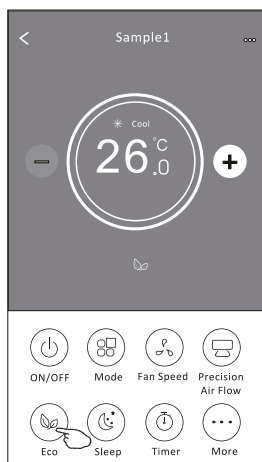 Sample1
Cool
26.0°C
ON/OFF
Mode
Fan Speed
Precision
Air Flow
Eco
Sleep
Timer
More